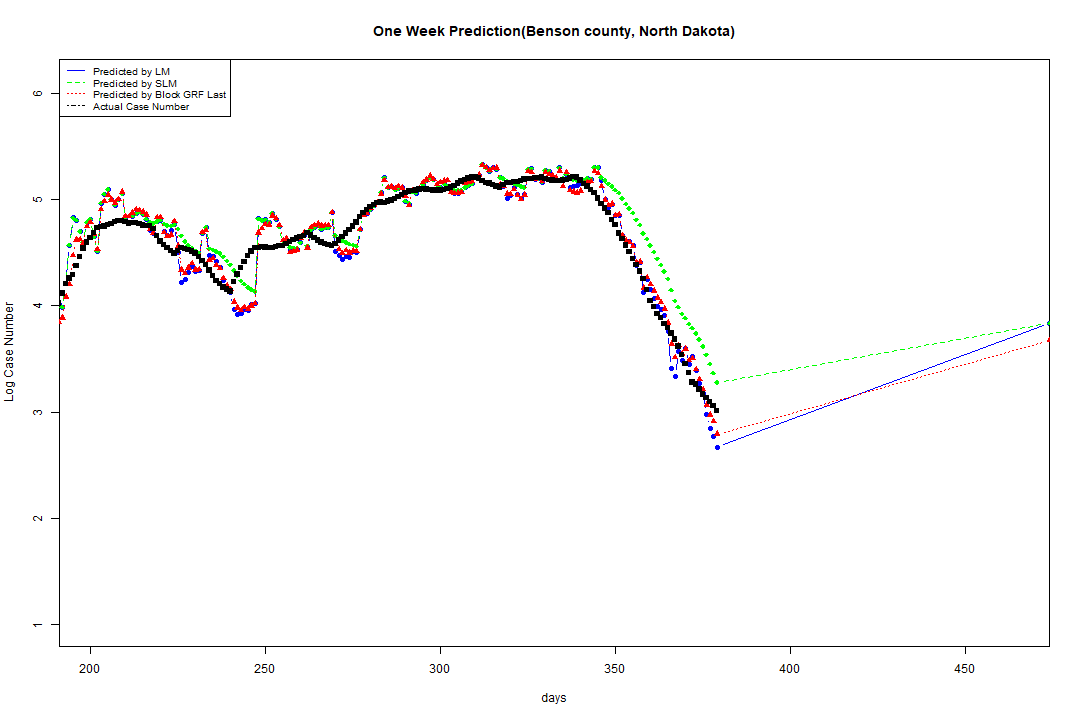 One Week Prediction(Benson county, North Dakota)
Predicted by LM
Predicted by SLM
Predicted by Block GRF Last
Actual Case Number
6
5
4
3
2
1
Log Case Number
200 250 300 350 400 450
days